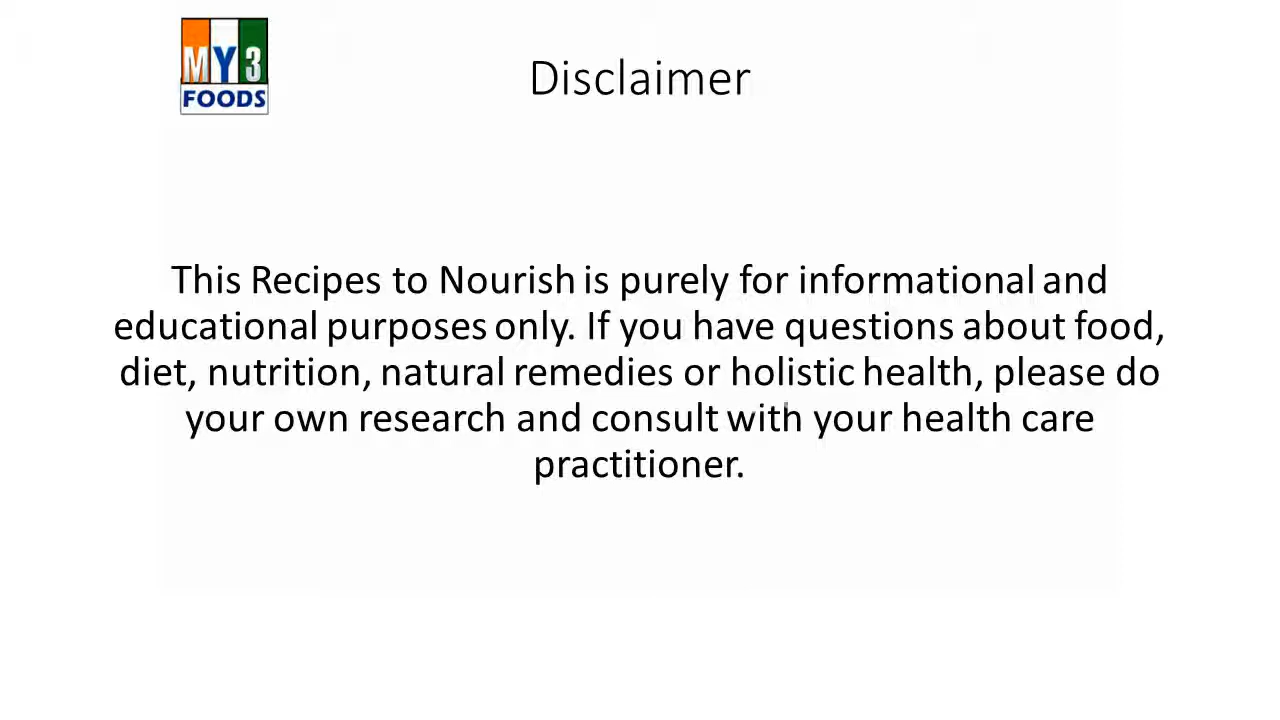 MY3
FOODS
Disclaimer
This Recipes to Nourish is purely for informational and
educational purposes only. If you have questions about food,
diet, nutrition, natural remedies or holistic health, please do
your own research and consult with your health care
practitioner.